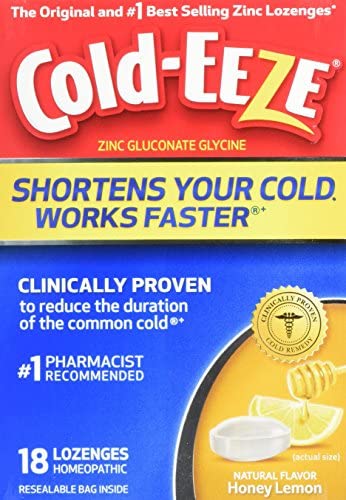 The Original and #1 Best Selling Zinc Lozenges*
COLD-EEZE®
ZINC GLUCONATE GLYCINE
SHORTENS YOUR COLD.
WORKS FASTER®+
CLINICALLY PROVEN
to reduce the duration
of the common cold®+
#1 PHARMACIST
RECOMMENDED
CLINICALLY PROVEN
COLD REMEDY
18 LOZENGES
HOMEOPATHIC
RESEALABLE BAG INSIDE
(actual size)
NATURAL FLAVOR
Honey Lemon